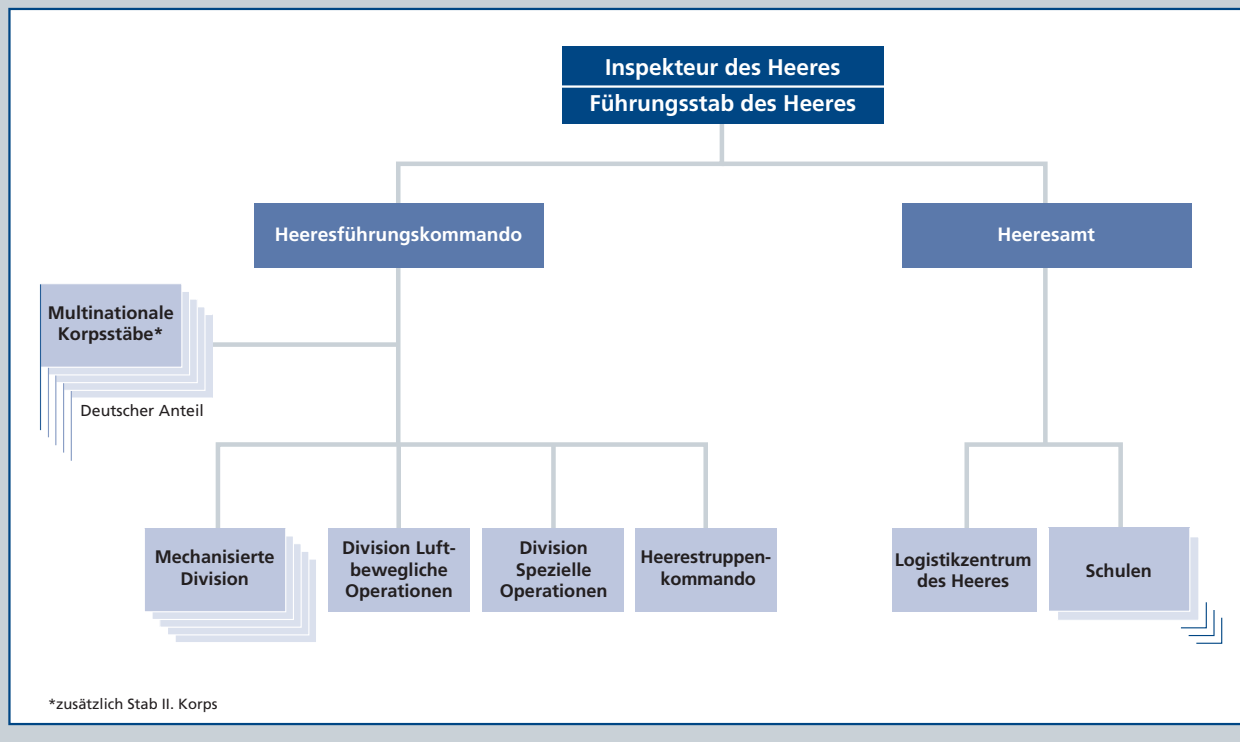 Inspekteur des Heeres
Führungsstab des Heeres
Heeresführungskommando
Heeresamt
Multinationale
Korpsstäbe*
Deutscher Anteil
Mechanisierte
Division
Division Luft-
bewegliche
Operationen
Division
Spezielle
Operationen
Heerestruppen-
kommando
Logistikzentrum
des Heeres
Schulen
*zusätzlich Stab II. Korps